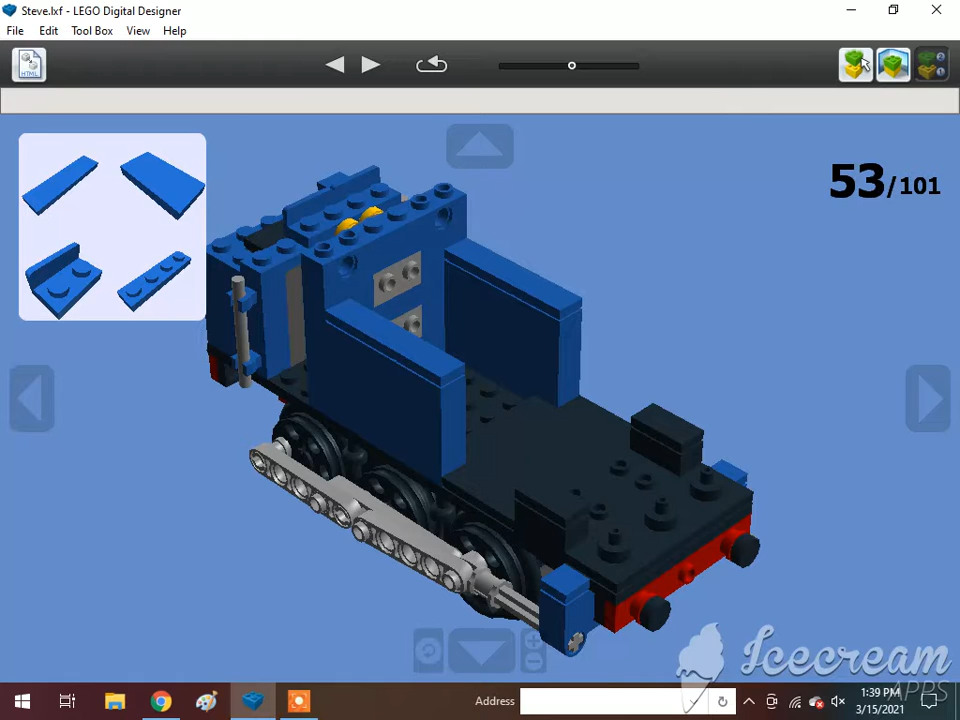 Steve.lxf - LEGO Digital Designer
File Edit Tool Box View Help
HTML
53/101
Icecream
APPS
Address
1:39 PM
3/15/2021